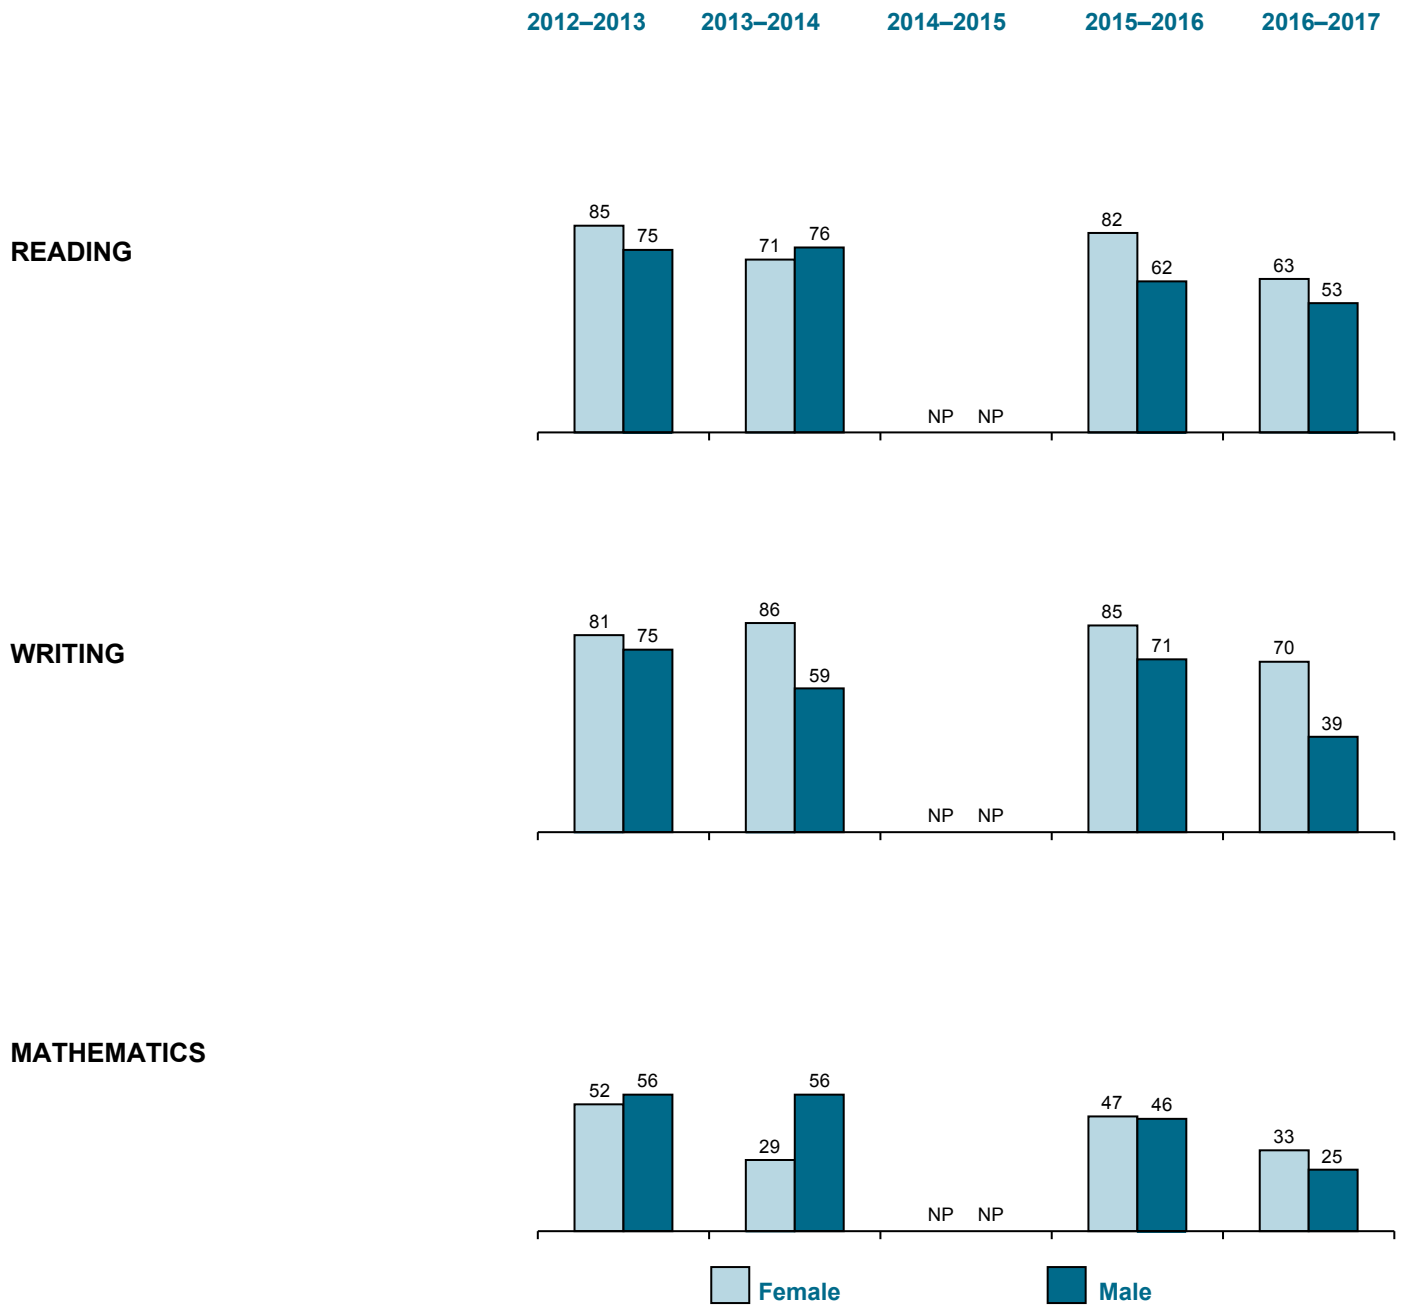 2012–2013 2013–2014 2014–2015 2015–2016 2016–2017
READING
85 75 71 76 NP NP 82 62 63 53
WRITING
81 75 86 59 NP NP 85 71 70 39
MATHEMATICS
52 56 29 56 NP NP 47 46 33 25
Female Male